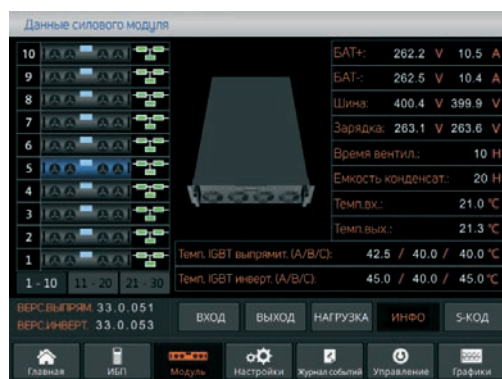 Данные силового модуля
10
9
8
7
6
5
4
3
2
1
1 - 10 11 - 20 21 - 30
БАТ+: 262.2 V 10.5 A
БАТ-: 262.5 V 10.4 A
Шина: 400.4 V 399.9 V
Зарядка: 263.1 V 263.6 V
Время вентил.: 10 H
Емкость конденсат.: 20 H
Темп.вх.: 21.0 °C
Темп.вых.: 21.3 °C
Темп. IGBT выпрямит. (A/B/C): 42.5 / 40.0 / 40.0 °C
Темп. IGBT инверт. (A/B/C): 45.0 / 40.0 / 45.0 °C
ВЕРС.ВЫПРЯМ. 33.0.051
ВЕРС.ИНВЕРТ. 33.0.053
ВХОД ВЫХОД НАГРУЗКА ИНФО S-КОД
Главная ИБП Модуль Настройки Журнал событий Управление Графики